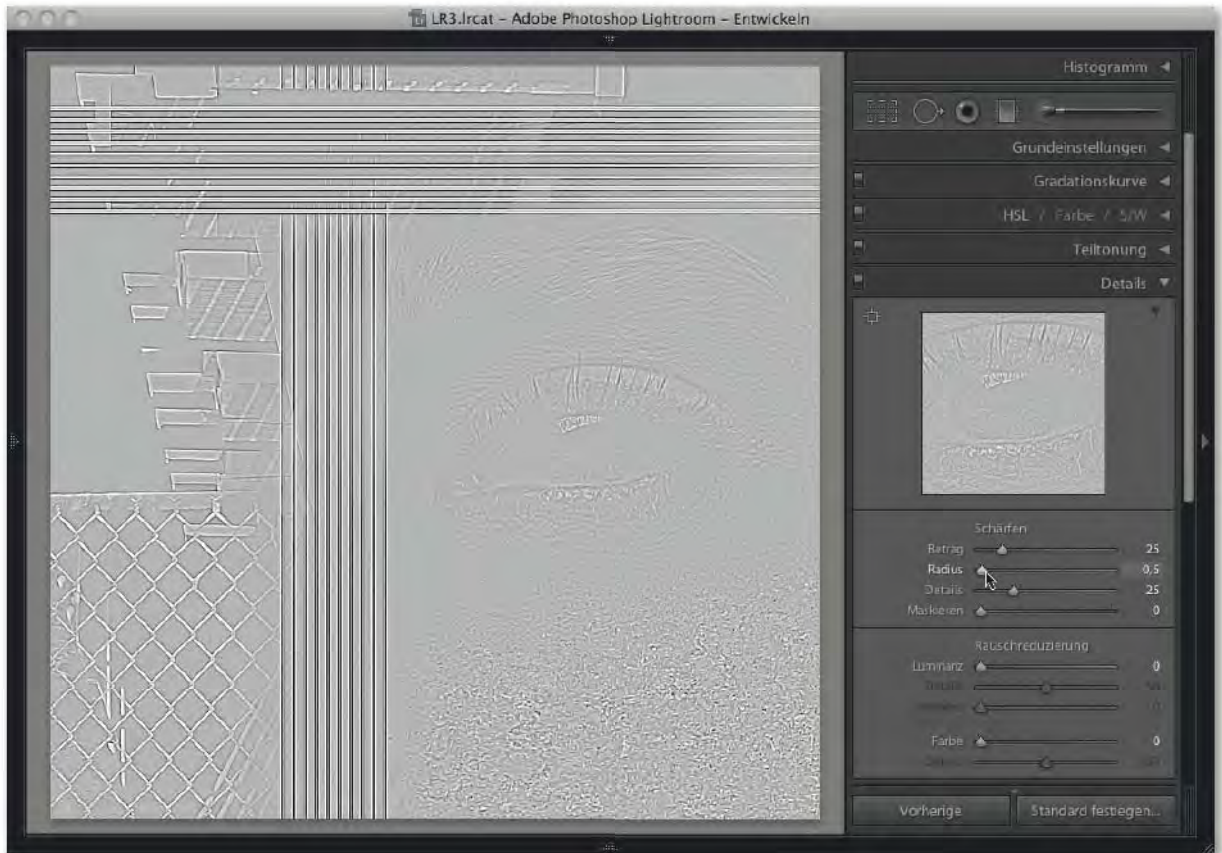 LR3.lrcat – Adobe Photoshop Lightroom – Entwickeln
Histogramm
Grundeinstellungen
Gradationskurve
HSL / Farbe / S/W
Teiltonung
Details
Schärfen
Betrag 25
Radius 0,5
Details 25
Maskieren 0
Rauschreduzierung
Luminanz 0
Farbe 0
Vorherige Standard festlegen...